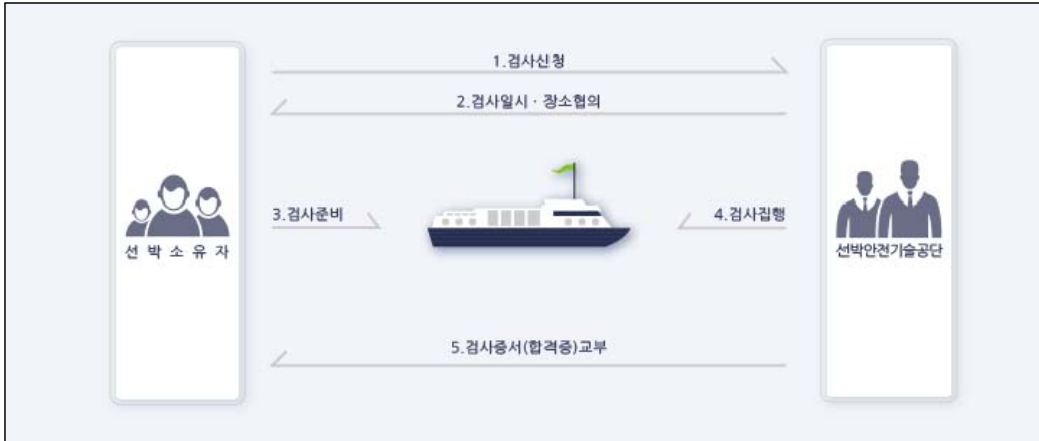 1.검사신청
2.검사일시 · 장소협의
3.검사준비
4.검사집행
선 박 소 유 자
선박안전기술공단
5.검사증서(합격증)교부